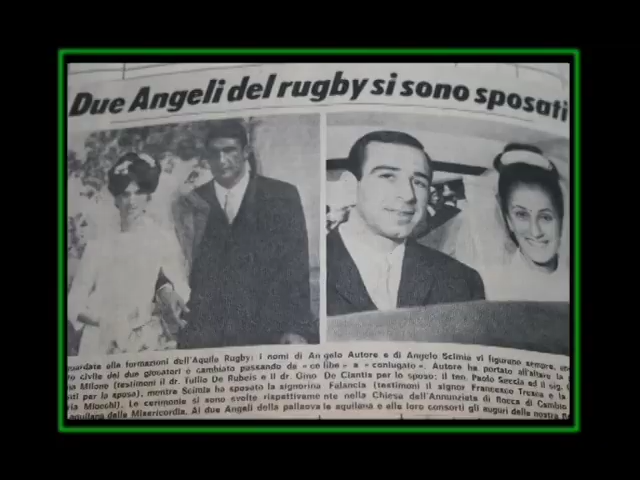 Due Angeli del rugby si sono sposati
guardate alle formazioni dell'Aquila Rugby: i nomi di Angelo Autore e di Angelo Scimia vi figurano sempre,
civile dei due giocatori è cambiato passando da « celibe » a « coniugato ». Autore ha portato all'altare la
Milone (testimoni il dr. Tullio De Rubeis e il dr. Gino De Ciantis per lo sposo; il ten. Paolo Saccia ed il sig.
per la sposa), mentre Scimia ha sposato la signorina Falancia (testimoni il signor Francesco Tresca e la
Miocchi). Le cerimonie si sono svolte rispettivamente nella Chiesa dell'Annunziata di Rocca di Cambio
aquilana della Misericordia. Ai due Angeli della pallaovale aquilana e alle loro consorti gli auguri della nostra